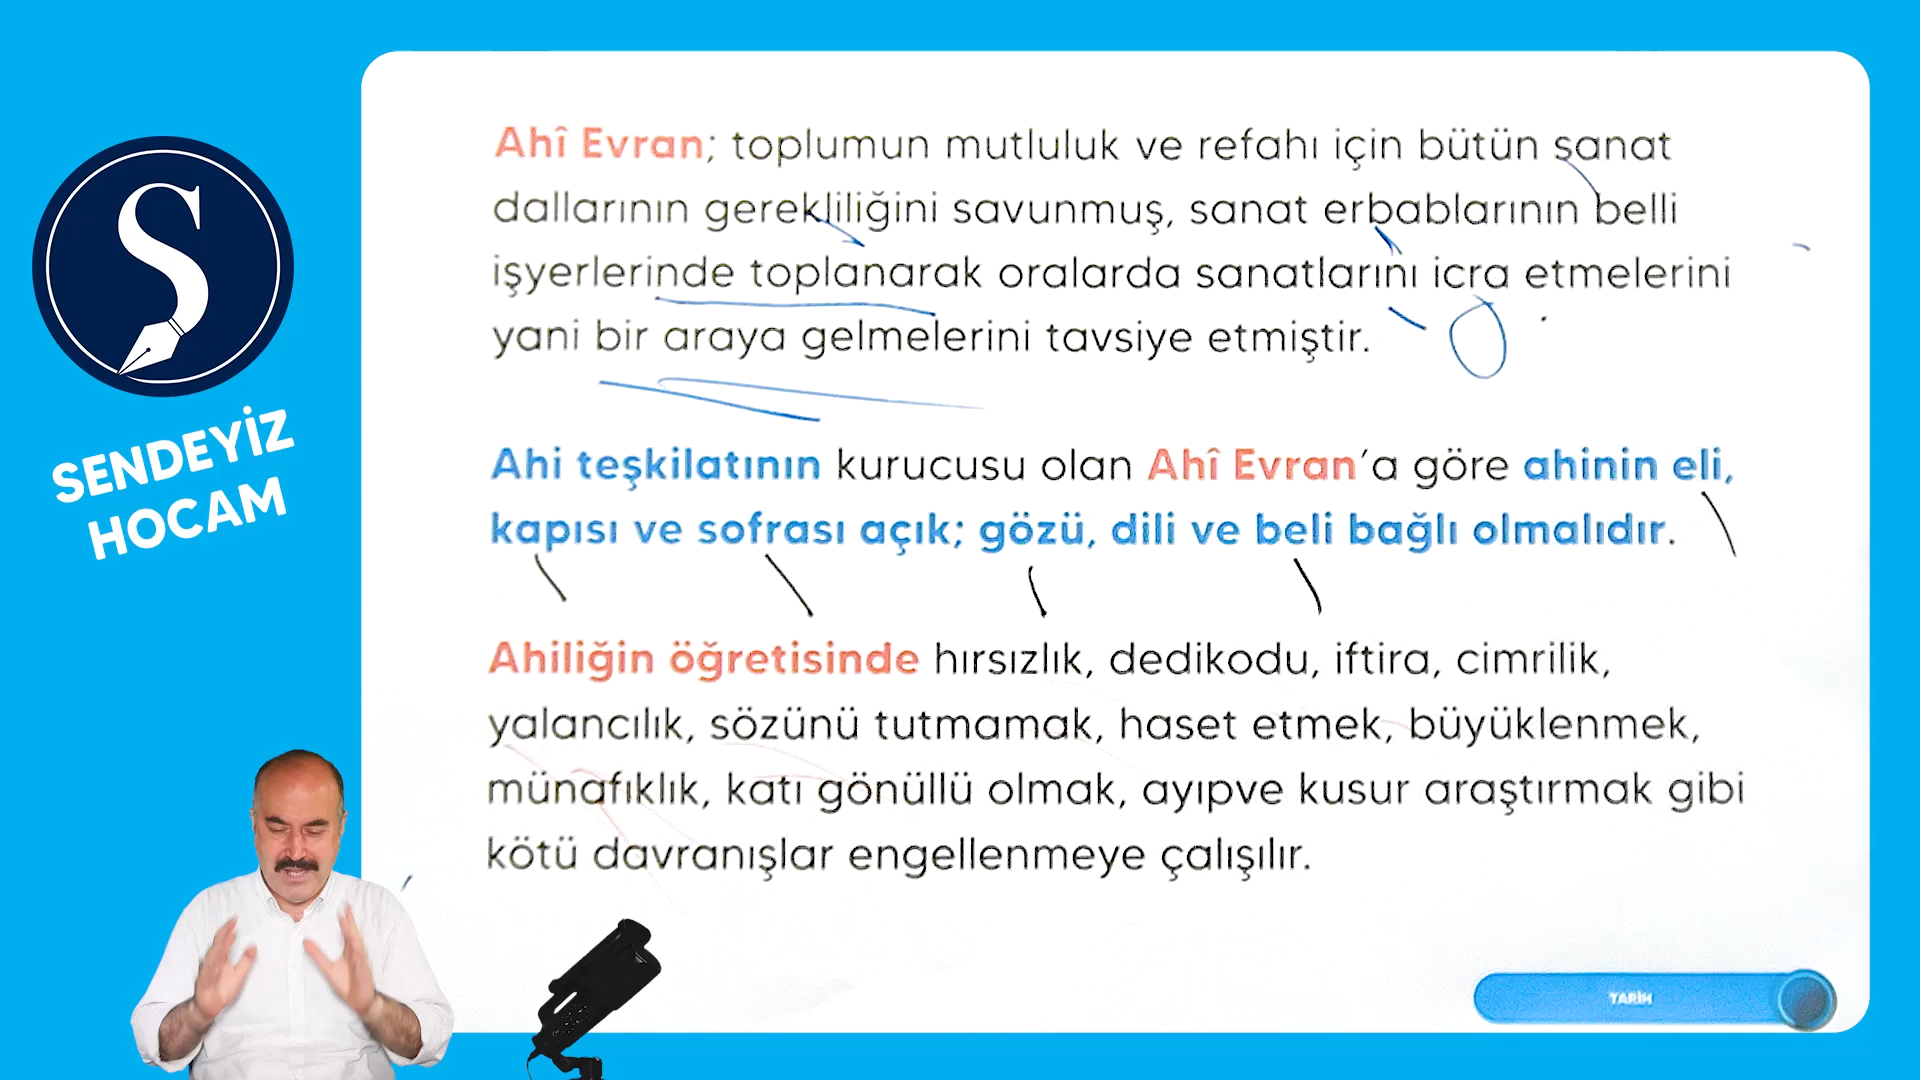 SENDEYİZ
HOCAM
Ahî Evran; toplumun mutluluk ve refahı için bütün sanat
dallarının gerekliliğini savunmuş, sanat erbablarının belli
işyerlerinde toplanarak oralarda sanatlarını icra etmelerini
yani bir araya gelmelerini tavsiye etmiştir.
Ahi teşkilatının kurucusu olan Ahî Evran'a göre ahinin eli,
kapısı ve sofrası açık; gözü, dili ve beli bağlı olmalıdır.
Ahiliğin öğretisinde hırsızlık, dedikodu, iftira, cimrilik,
yalancılık, sözünü tutmamak, haset etmek, büyüklenmek,
münafıklık, katı gönüllü olmak, ayıpve kusur araştırmak gibi
kötü davranışlar engellenmeye çalışılır.
TARİH